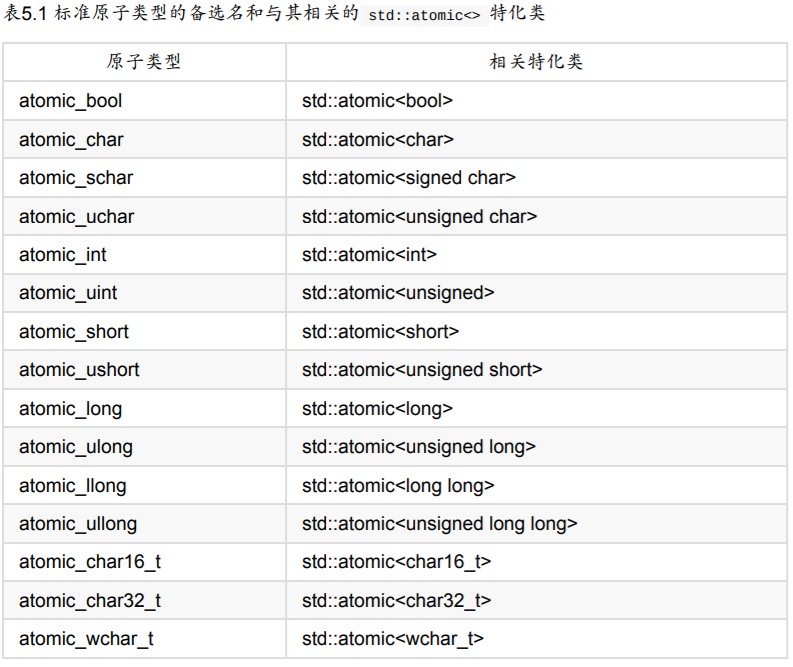 表5.1 标准原子类型的备选名和与其相关的 std::atomic<> 特化类
原子类型 相关特化类
atomic_bool std::atomic<bool>
atomic_char std::atomic<char>
atomic_schar std::atomic<signed char>
atomic_uchar std::atomic<unsigned char>
atomic_int std::atomic<int>
atomic_uint std::atomic<unsigned>
atomic_short std::atomic<short>
atomic_ushort std::atomic<unsigned short>
atomic_long std::atomic<long>
atomic_ulong std::atomic<unsigned long>
atomic_llong std::atomic<long long>
atomic_ullong std::atomic<unsigned long long>
atomic_char16_t std::atomic<char16_t>
atomic_char32_t std::atomic<char32_t>
atomic_wchar_t std::atomic<wchar_t>